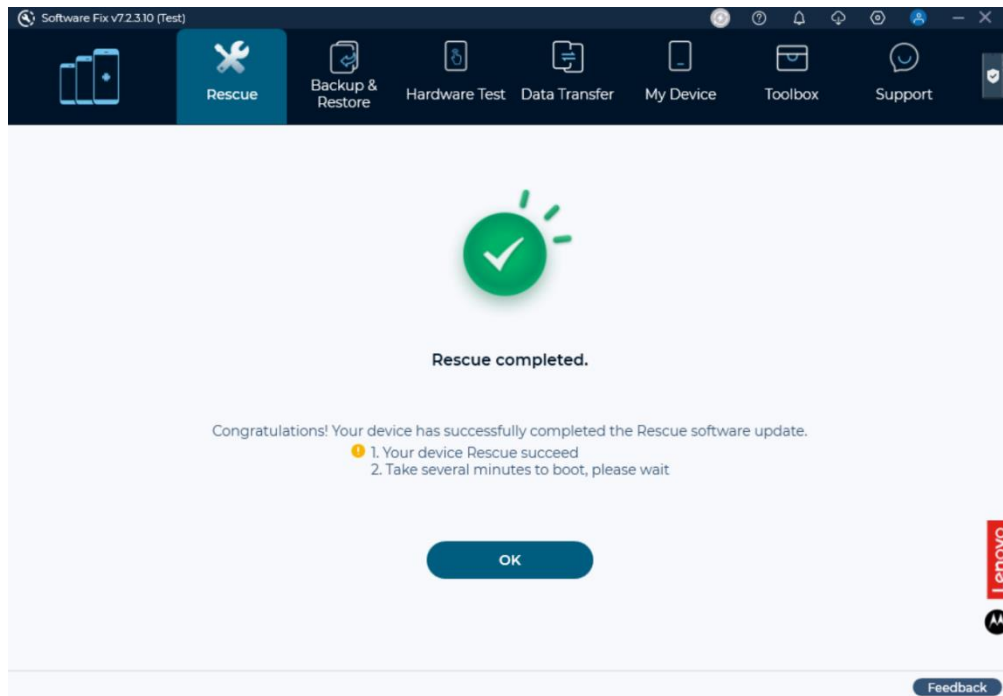 Software Fix v7.2.3.10 (Test)
Rescue
Backup &
Restore
Hardware Test
Data Transfer
My Device
Toolbox
Support
Rescue completed.
Congratulations! Your device has successfully completed the Rescue software update.
1. Your device Rescue succeed
2. Take several minutes to boot, please wait
OK
Lenovo
Feedback